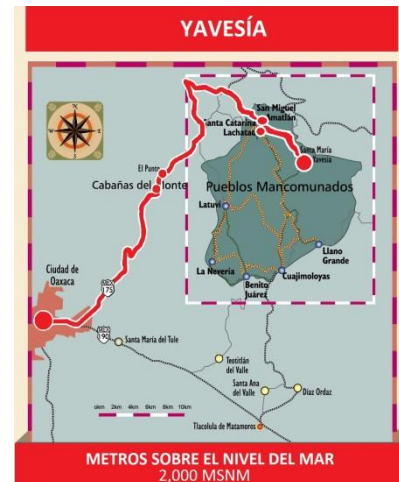 YAVESÍA
San Miguel
Amatlán
Santa Catarina
Lachatao
Santa María
Yavesía
El Punto
Cabañas del Monte
Pueblos Mancomunados
Latuvi
Llano
Grande
La Nevería
Cuajimoloyas
Benito
Juárez
Ciudad
de Oaxaca
MEX
175
MEX
190
Santa María del Tule
Teotitlán
del Valle
Santa Ana
del Valle
Díaz Ordaz
0km 2km 4km 6km 8km 10km
Tlacolula de Matamoros
METROS SOBRE EL NIVEL DEL MAR
2,000 MSNM